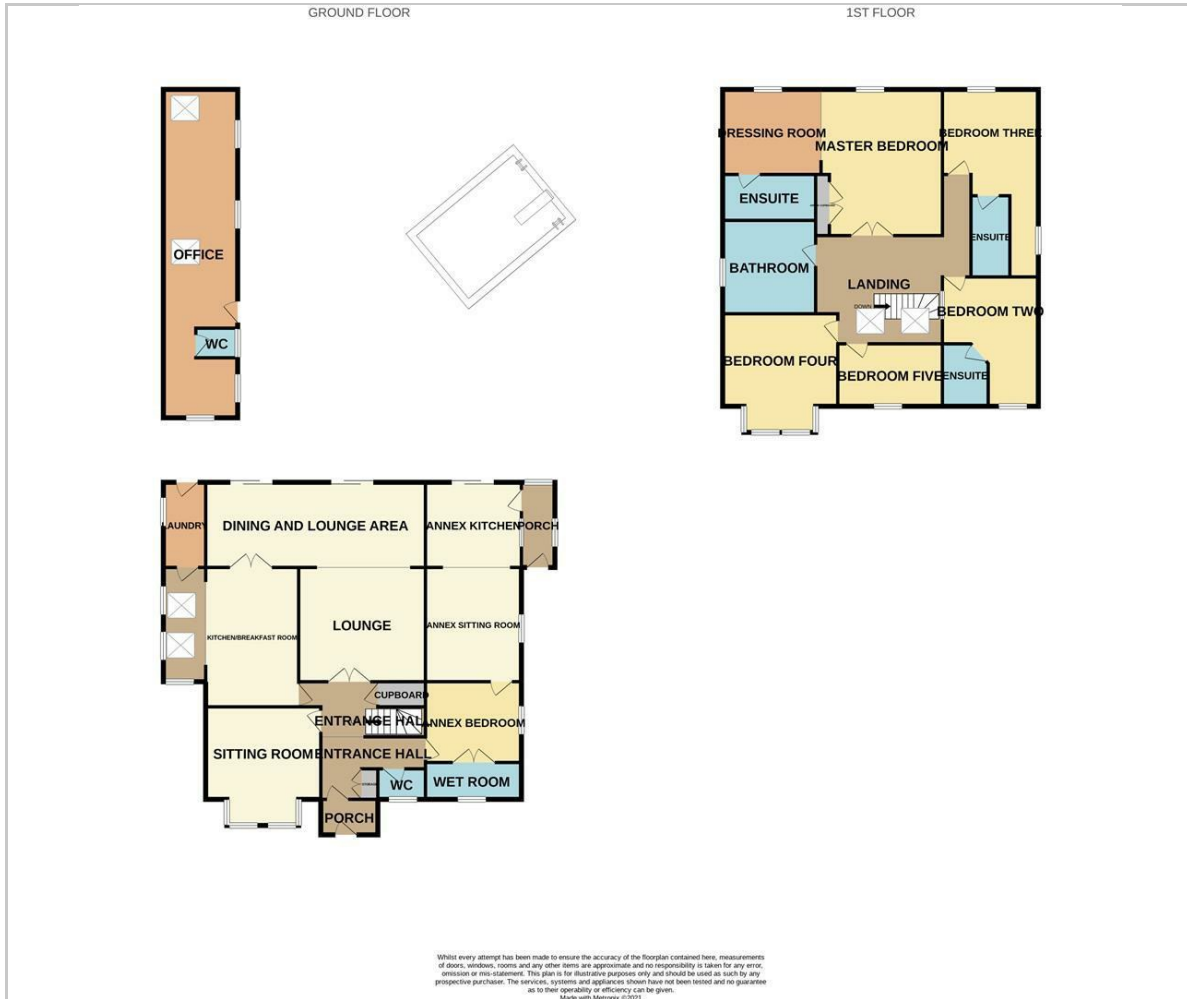 GROUND FLOOR
1ST FLOOR
OFFICE
WC
DRESSING ROOM
MASTER BEDROOM
BEDROOM THREE
ENSUITE
ENSUITE
BATHROOM
LANDING
DOWN
BEDROOM TWO
BEDROOM FOUR
BEDROOM FIVE
ENSUITE
LAUNDRY
DINING AND LOUNGE AREA
ANNEX KITCHEN
PORCH
KITCHEN/BREAKFAST ROOM
LOUNGE
ANNEX SITTING ROOM
CUPBOARD
ENTRANCE HALL
ANNEX BEDROOM
SITTING ROOM
ENTRANCE HALL
WC
WET ROOM
PORCH
Whilst every attempt has been made to ensure the accuracy of the floorplan contained here, measurements
of doors, windows, rooms and any other items are approximate and no responsibility is taken for any error,
omission or mis-statement. This plan is for illustrative purposes only and should be used as such by any
prospective purchaser. The services, systems and appliances shown have not been tested and no guarantee
as to their operability or efficiency can be given.
Made with Metropix ©2021